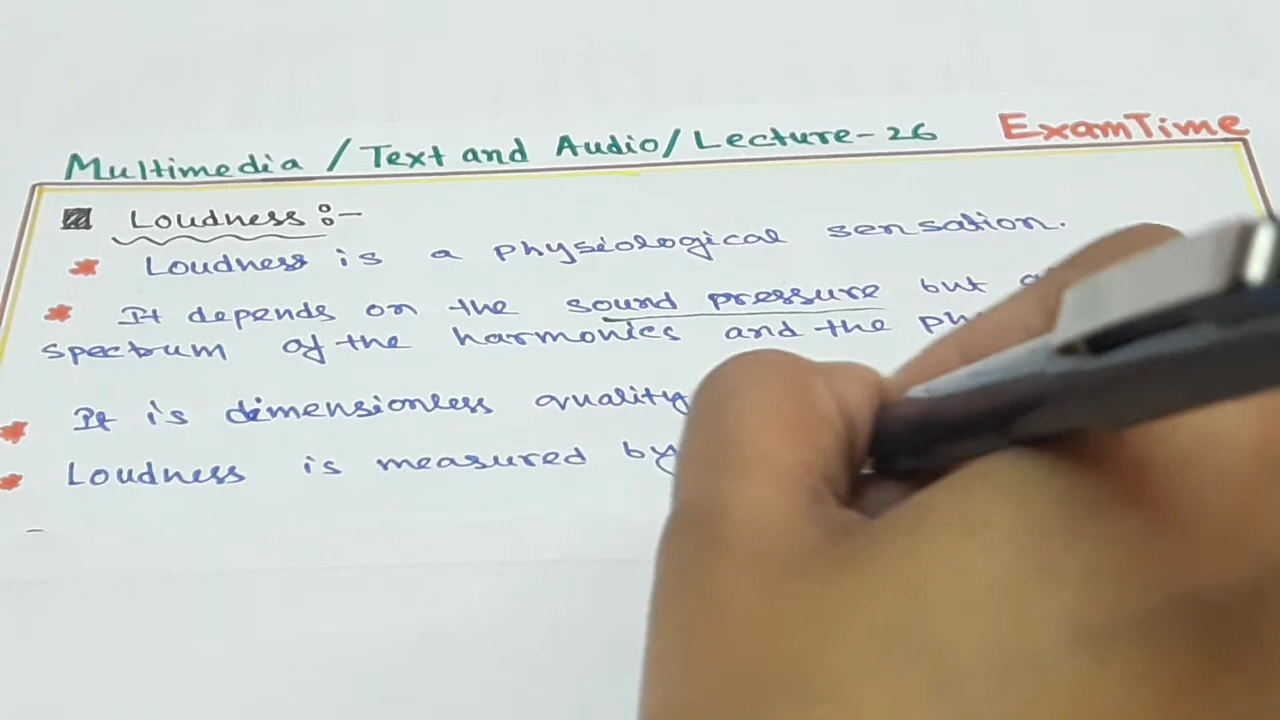 Multimedia / Text and Audio / Lecture-26 ExamTime
Loudness :-
Loudness is a physiological sensation.
It depends on the sound pressure but
spectrum of the harmonics and the
It is dimensionless quality
Loudness is measured by